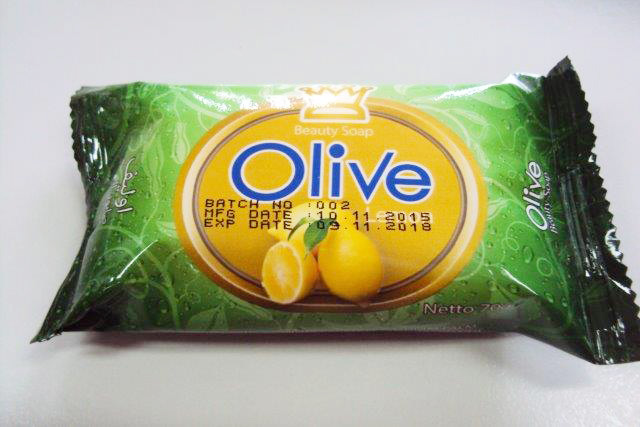 Beauty Soap
Olive
BATCH NO :002
MFG DATE :10.11.2015
EXP DATE :09.11.2018
Netto
Olive
Beauty Soap
اوليف